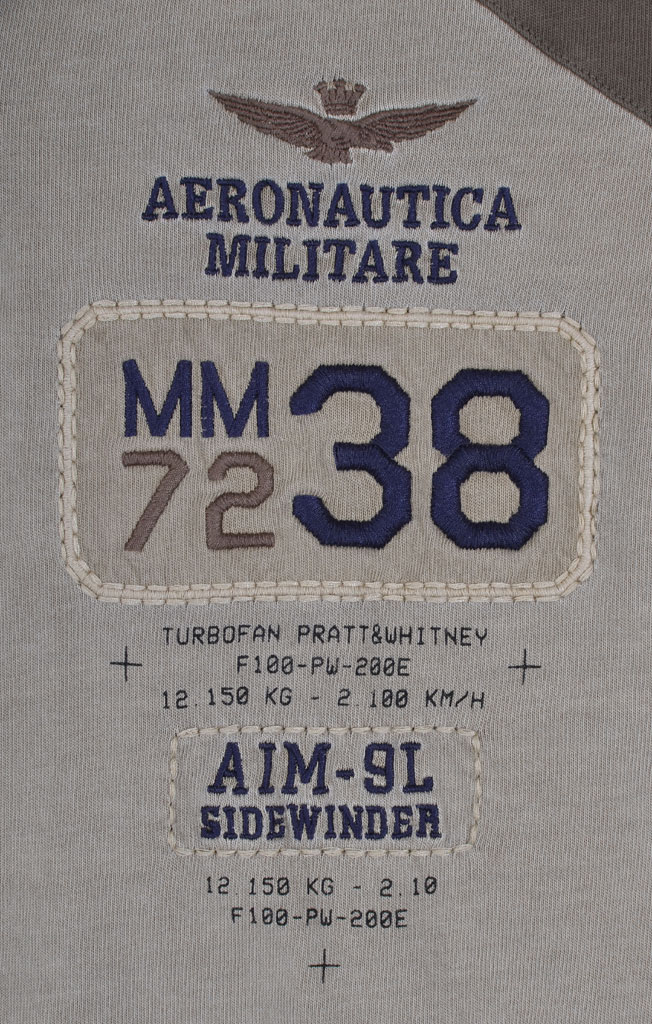 AERONAUTICA
MILITARE
MM 38
72
TURBOFAN PRATT&WHITNEY
F100-PW-200E
12.150 KG - 2.100 KM/H
AIM-9L
SIDEWINDER
12.150 KG - 2.10
F100-PW-200E